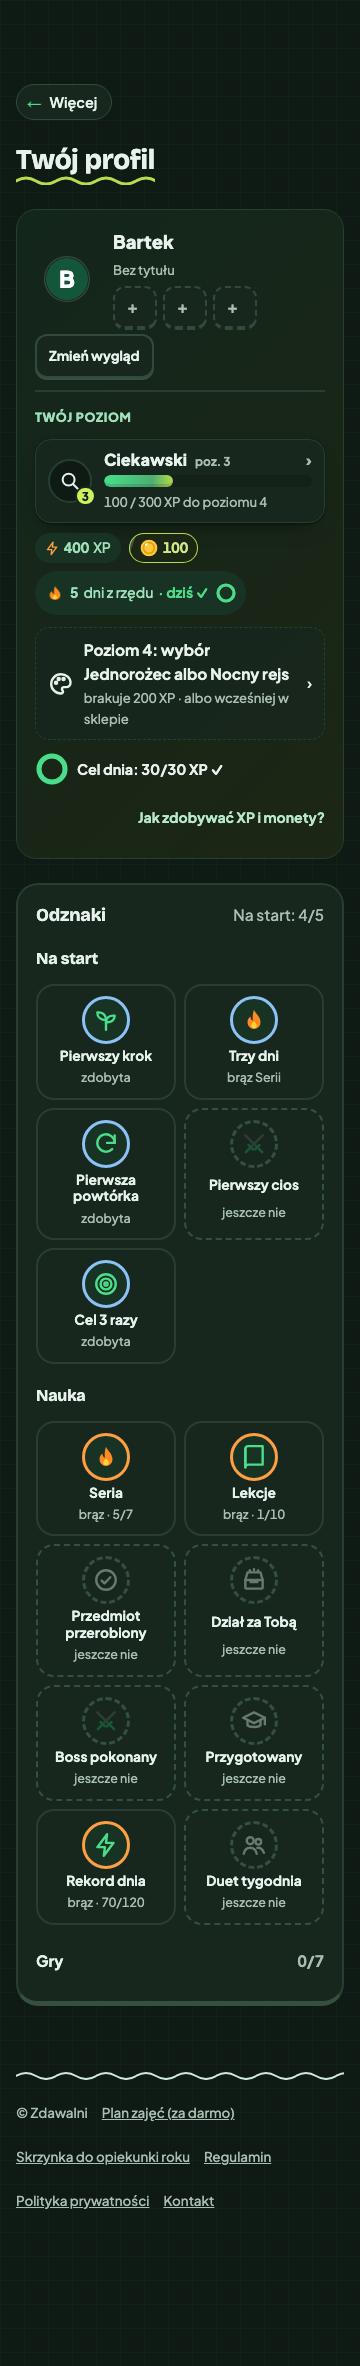 ← Więcej
Twój profil
Bartek
B
Bez tytułu
+ + +
Zmień wygląd
TWÓJ POZIOM
Ciekawski poz. 3 ›
3
100 / 300 XP do poziomu 4
400 XP 100
5 dni z rzędu · dziś ✓
Poziom 4: wybór
Jednorożec albo Nocny rejs ›
brakuje 200 XP · albo wcześniej w
sklepie
Cel dnia: 30/30 XP ✓
Jak zdobywać XP i monety?
Odznaki Na start: 4/5
Na start
Pierwszy krok
zdobyta
Trzy dni
brąz Serii
Pierwsza
powtórka
zdobyta
Pierwszy cios
jeszcze nie
Cel 3 razy
zdobyta
Nauka
Seria
brąz · 5/7
Lekcje
brąz · 1/10
Przedmiot
przerobiony
jeszcze nie
Dział za Tobą
jeszcze nie
Boss pokonany
jeszcze nie
Przygotowany
jeszcze nie
Rekord dnia
brąz · 70/120
Duet tygodnia
jeszcze nie
Gry 0/7
© Zdawalni Plan zajęć (za darmo)
Skrzynka do opiekunki roku Regulamin
Polityka prywatności Kontakt